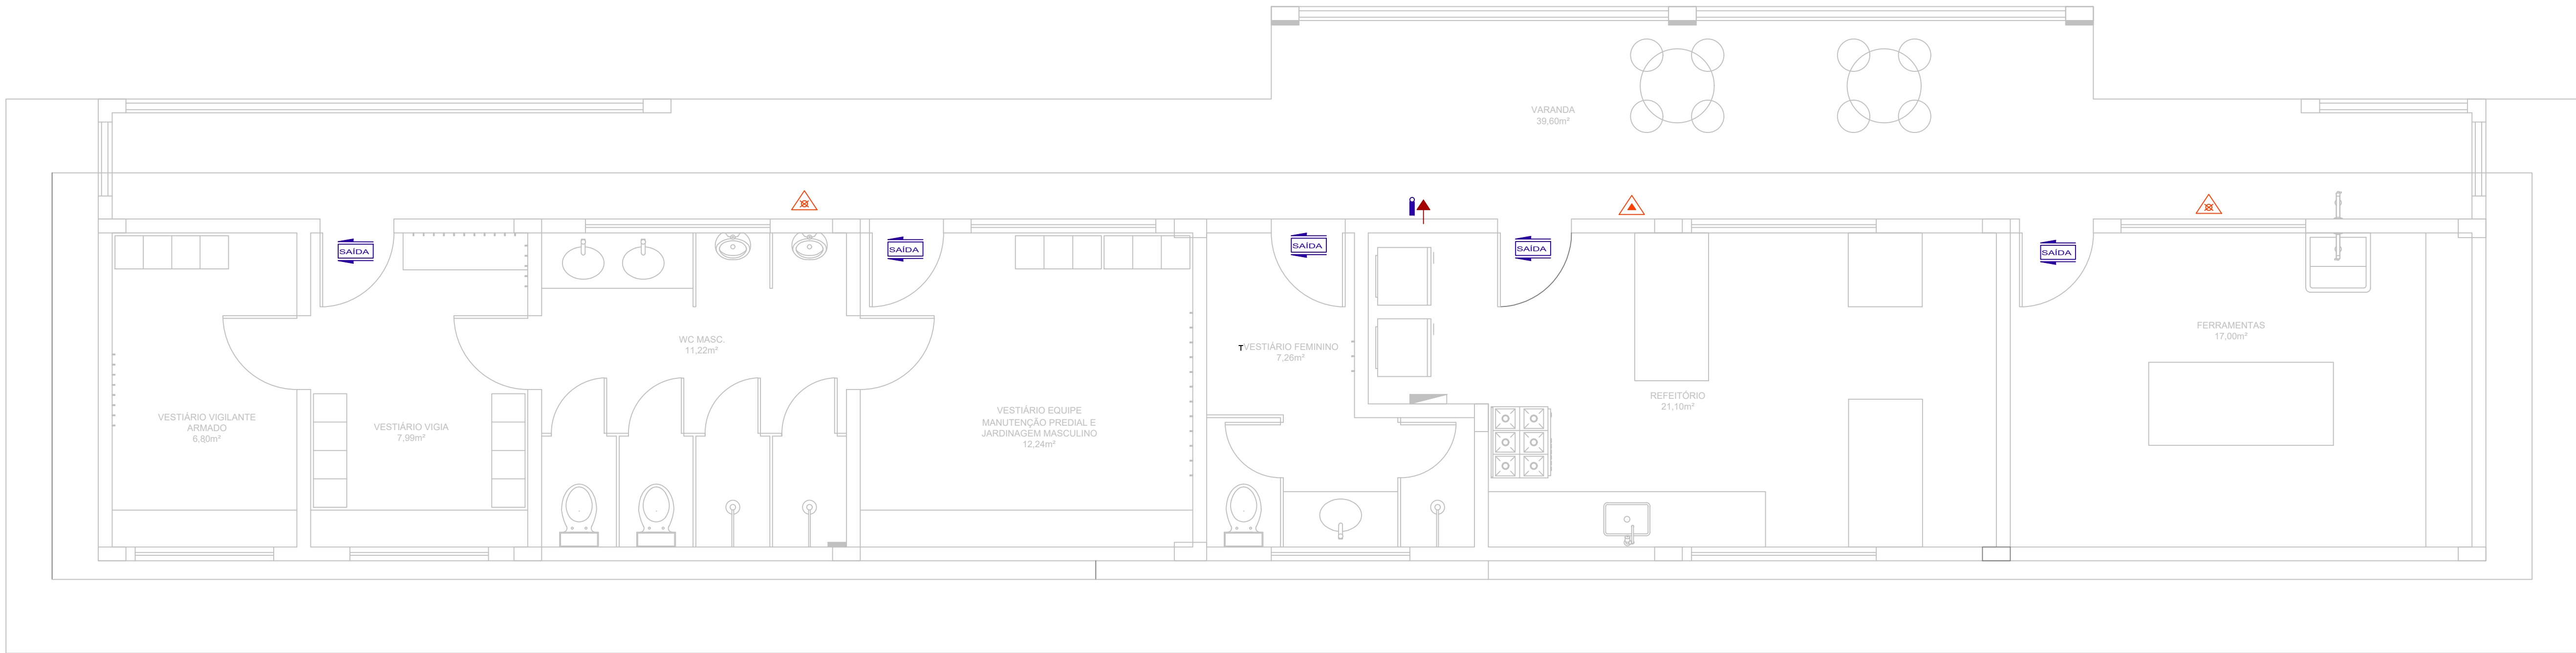 VARANDA
39,60m²
SAÍDA
SAÍDA
SAÍDA
SAÍDA
SAÍDA
WC MASC.
11,22m²
TVESTIÁRIO FEMININO
7,26m²
FERRAMENTAS
17,00m²
VESTIÁRIO VIGILANTE
ARMADO
6,80m²
VESTIÁRIO VIGIA
7,99m²
VESTIÁRIO EQUIPE
MANUTENÇÃO PREDIAL E
JARDINAGEM MASCULINO
12,24m²
REFEITÓRIO
21,10m²